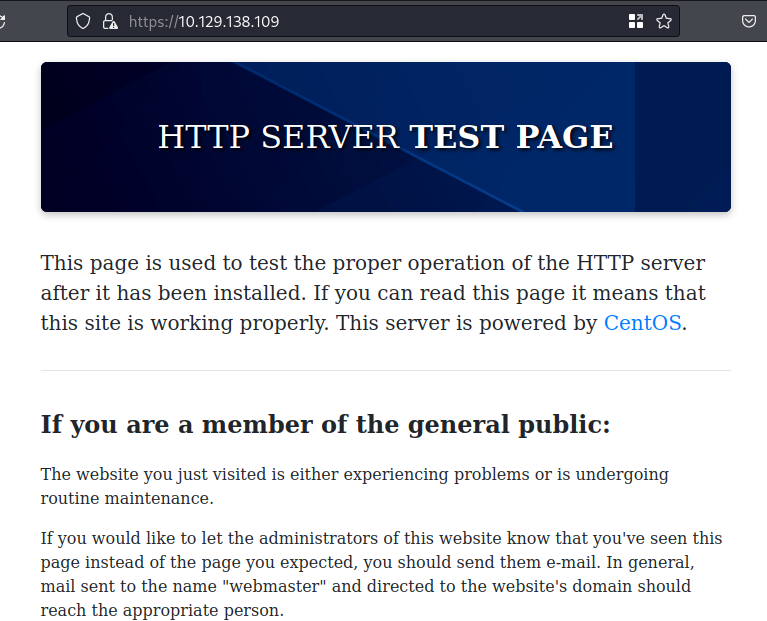 https://10.129.138.109
HTTP SERVER TEST PAGE
This page is used to test the proper operation of the HTTP server
after it has been installed. If you can read this page it means that
this site is working properly. This server is powered by CentOS.
If you are a member of the general public:
The website you just visited is either experiencing problems or is undergoing
routine maintenance.
If you would like to let the administrators of this website know that you've seen this
page instead of the page you expected, you should send them e-mail. In general,
mail sent to the name "webmaster" and directed to the website's domain should
reach the appropriate person.